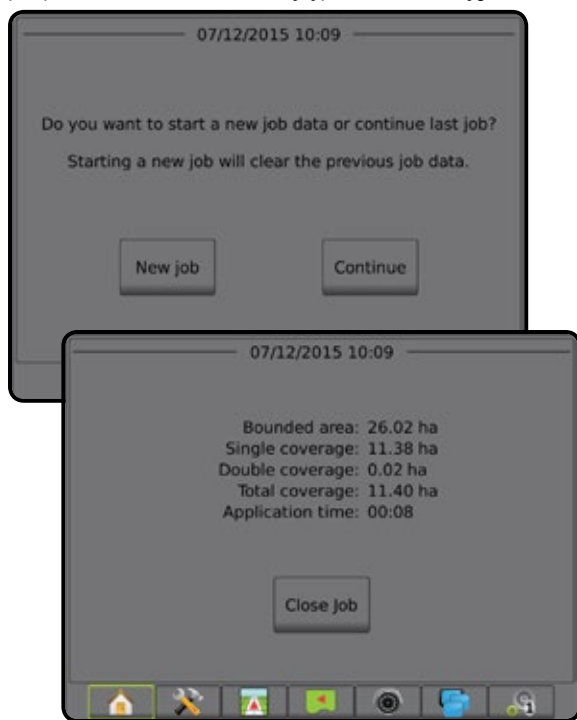 07/12/2015 10:09
Do you want to start a new job data or continue last job?
Starting a new job will clear the previous job data.
New job
Continue
07/12/2015 10:09
Bounded area: 26.02 ha
Single coverage: 11.38 ha
Double coverage: 0.02 ha
Total coverage: 11.40 ha
Application time: 00:08
Close Job